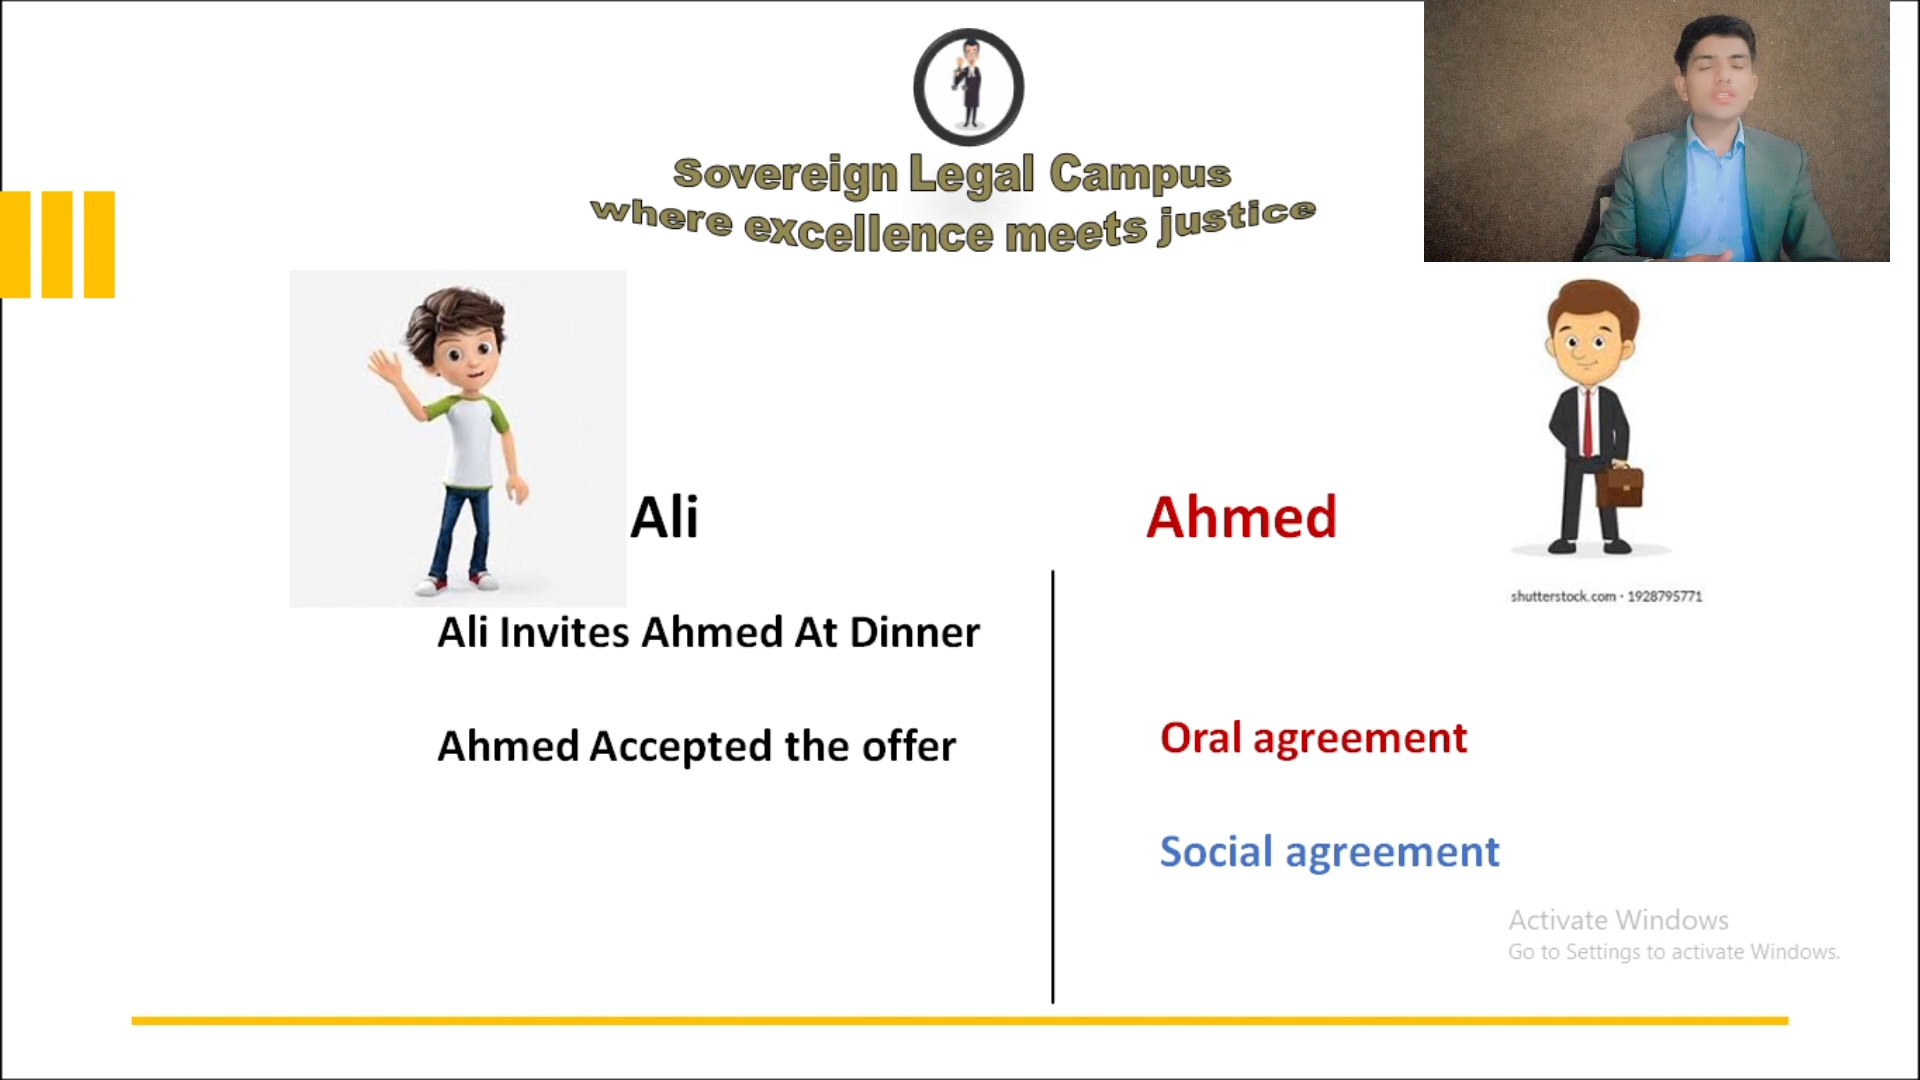 Sovereign Legal Campus
where excellence meets justice
Ali
Ahmed
shutterstock.com · 1928795771
Ali Invites Ahmed At Dinner
Ahmed Accepted the offer
Oral agreement
Social agreement
Activate Windows
Go to Settings to activate Windows.